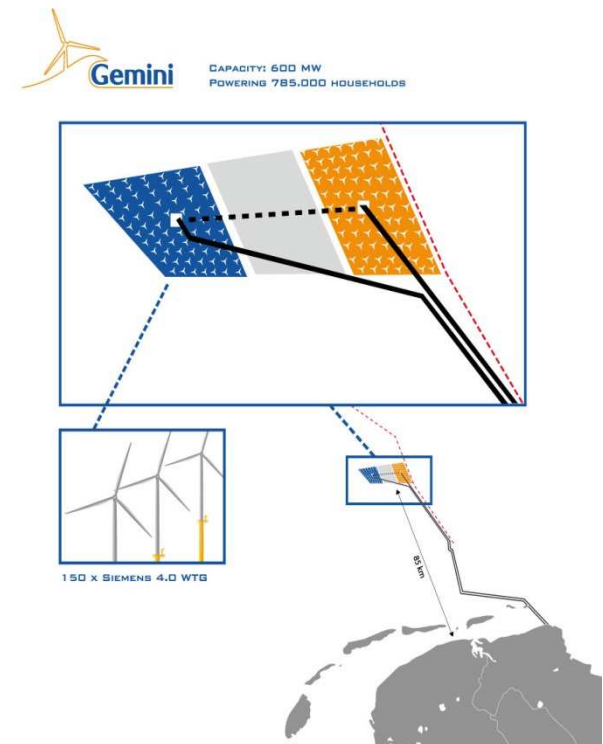 Gemini
CAPACITY: 600 MW
POWERING 785.000 HOUSEHOLDS
150 X SIEMENS 4.0 WTG
85 km